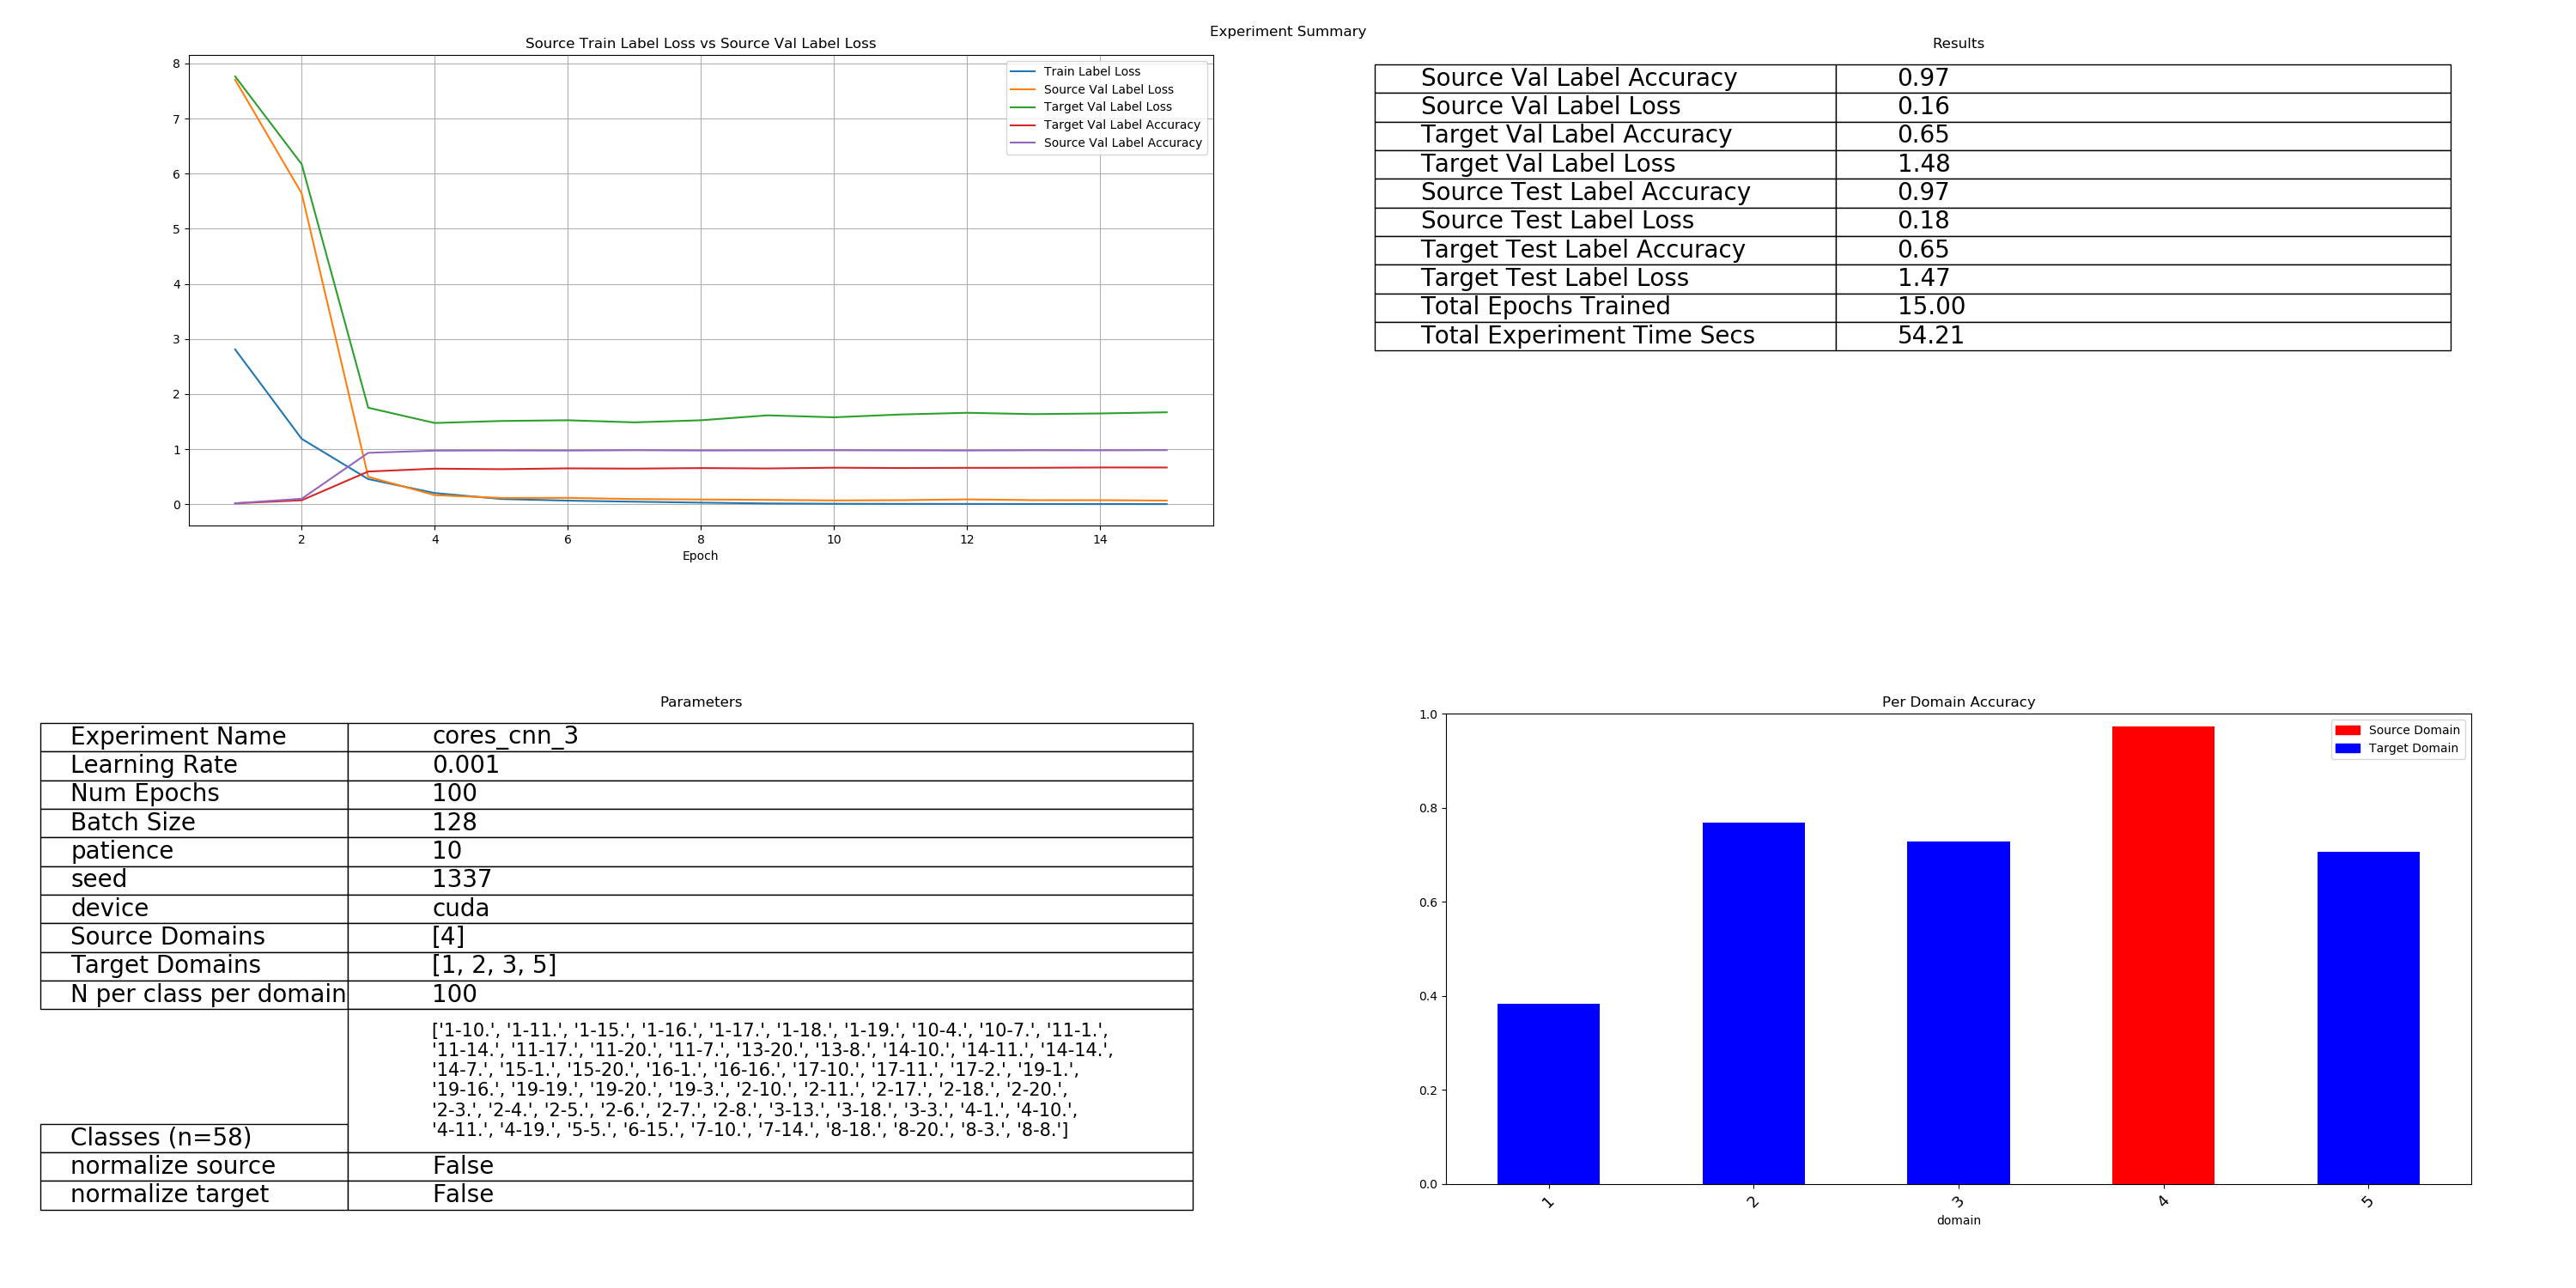 Experiment Summary
Source Train Label Loss vs Source Val Label Loss
8
7
6
5
4
3
2
1
0
2 4 6 8 10 12 14
Epoch
Train Label Loss
Source Val Label Loss
Target Val Label Loss
Target Val Label Accuracy
Source Val Label Accuracy
Results
Source Val Label Accuracy 0.97
Source Val Label Loss 0.16
Target Val Label Accuracy 0.65
Target Val Label Loss 1.48
Source Test Label Accuracy 0.97
Source Test Label Loss 0.18
Target Test Label Accuracy 0.65
Target Test Label Loss 1.47
Total Epochs Trained 15.00
Total Experiment Time Secs 54.21
Parameters
Experiment Name cores_cnn_3
Learning Rate 0.001
Num Epochs 100
Batch Size 128
patience 10
seed 1337
device cuda
Source Domains [4]
Target Domains [1, 2, 3, 5]
N per class per domain 100
['1-10.', '1-11.', '1-15.', '1-16.', '1-17.', '1-18.', '1-19.', '10-4.', '10-7.', '11-1.',
'11-14.', '11-17.', '11-20.', '11-7.', '13-20.', '13-8.', '14-10.', '14-11.', '14-14.',
'14-7.', '15-1.', '15-20.', '16-1.', '16-16.', '17-10.', '17-11.', '17-2.', '19-1.',
'19-16.', '19-19.', '19-20.', '19-3.', '2-10.', '2-11.', '2-17.', '2-18.', '2-20.',
'2-3.', '2-4.', '2-5.', '2-6.', '2-7.', '2-8.', '3-13.', '3-18.', '3-3.', '4-1.', '4-10.',
'4-11.', '4-19.', '5-5.', '6-15.', '7-10.', '7-14.', '8-18.', '8-20.', '8-3.', '8-8.']
Classes (n=58)
normalize source False
normalize target False
Per Domain Accuracy
1.0
0.8
0.6
0.4
0.2
0.0
1 2 3 4 5
domain
Source Domain
Target Domain